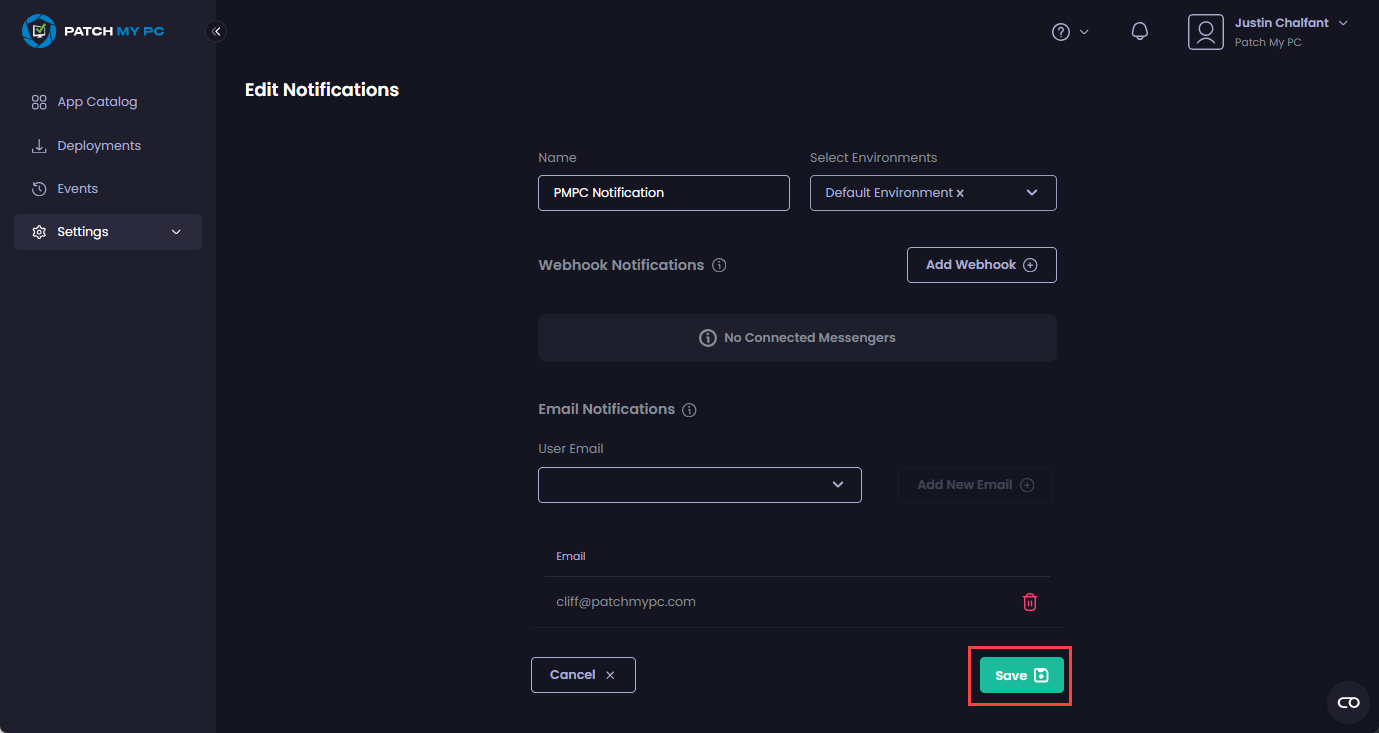 PATCH MY PC
Justin Chalfant
Patch My PC
App Catalog
Deployments
Events
Settings
Edit Notifications
Name
Select Environments
PMPC Notification
Default Environment x
Webhook Notifications
Add Webhook
No Connected Messengers
Email Notifications
User Email
Add New Email
Email
cliff@patchmypc.com
Cancel
Save